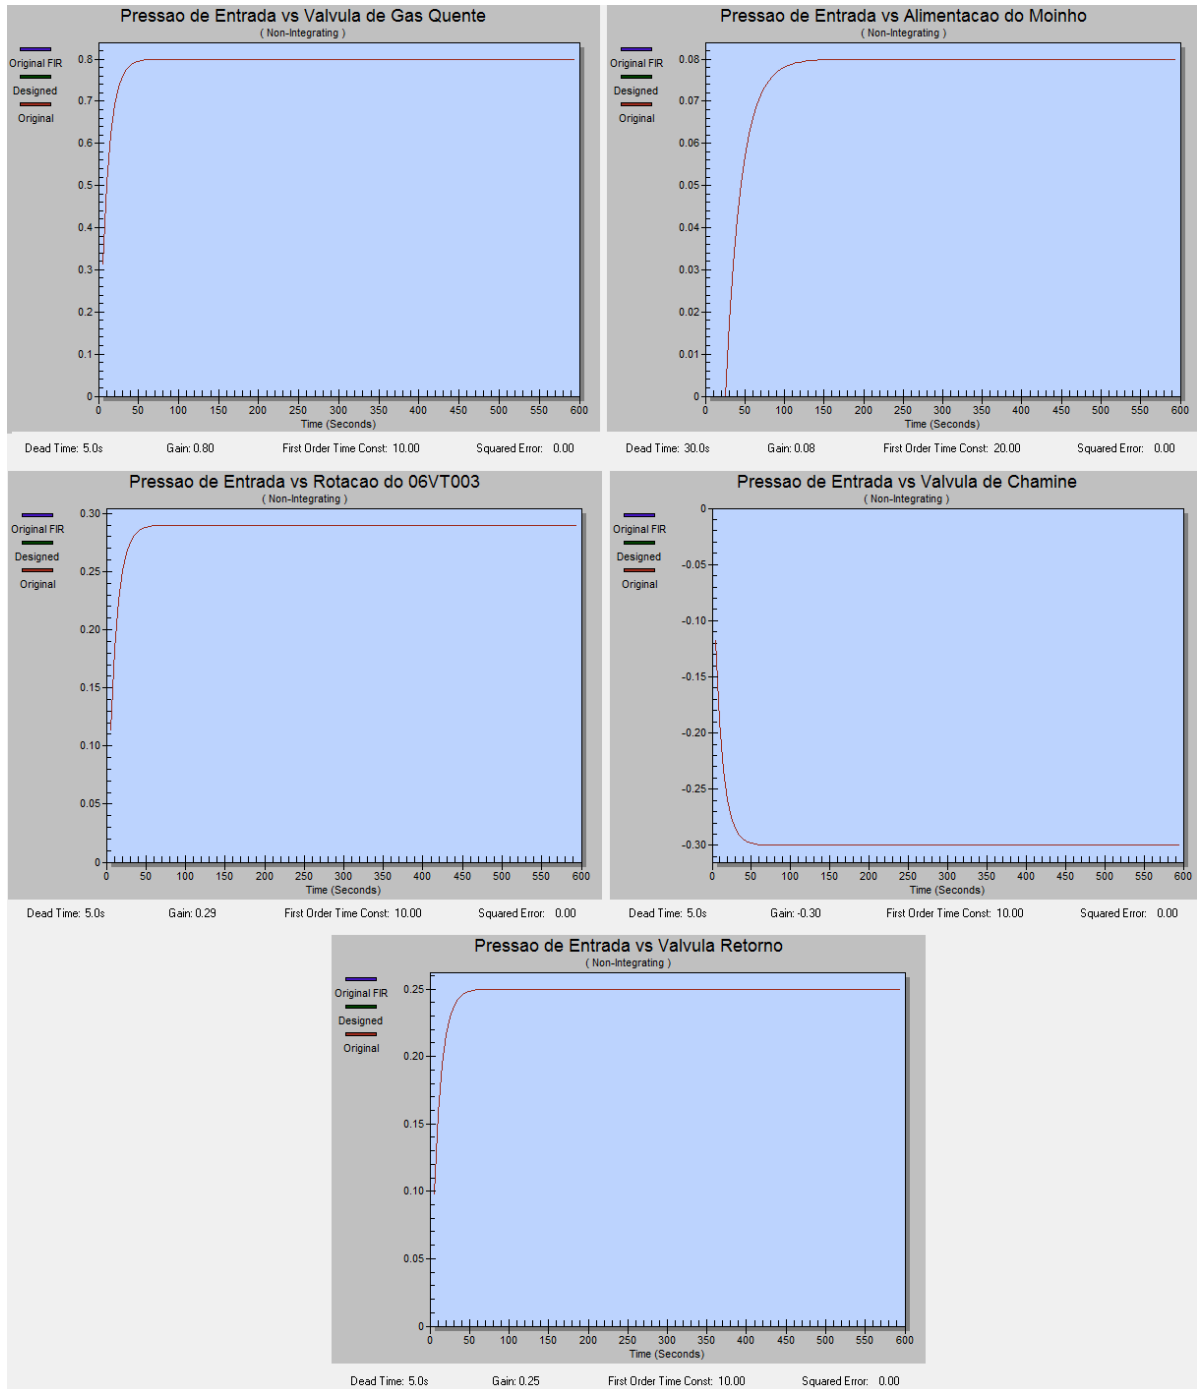 Pressao de Entrada vs Valvula de Gas Quente
( Non-Integrating )
Original FIR
Designed
Original
0.8
0.7
0.6
0.5
0.4
0.3
0.2
0.1
0
0 50 100 150 200 250 300 350 400 450 500 550 600
Time (Seconds)
Dead Time: 5.0s Gain: 0.80 First Order Time Const: 10.00 Squared Error: 0.00
Pressao de Entrada vs Alimentacao do Moinho
( Non-Integrating )
Original FIR
Designed
Original
0.08
0.07
0.06
0.05
0.04
0.03
0.02
0.01
0
0 50 100 150 200 250 300 350 400 450 500 550 600
Time (Seconds)
Dead Time: 30.0s Gain: 0.08 First Order Time Const: 20.00 Squared Error: 0.00
Pressao de Entrada vs Rotacao do 06VT003
( Non-Integrating )
Original FIR
Designed
Original
0.30
0.25
0.20
0.15
0.10
0.05
0
0 50 100 150 200 250 300 350 400 450 500 550 600
Time (Seconds)
Dead Time: 5.0s Gain: 0.29 First Order Time Const: 10.00 Squared Error: 0.00
Pressao de Entrada vs Valvula de Chamine
( Non-Integrating )
Original FIR
Designed
Original
0
-0.05
-0.10
-0.15
-0.20
-0.25
-0.30
0 50 100 150 200 250 300 350 400 450 500 550 600
Time (Seconds)
Dead Time: 5.0s Gain: -0.30 First Order Time Const: 10.00 Squared Error: 0.00
Pressao de Entrada vs Valvula Retorno
( Non-Integrating )
Original FIR
Designed
Original
0.25
0.20
0.15
0.10
0.05
0
0 50 100 150 200 250 300 350 400 450 500 550 600
Time (Seconds)
Dead Time: 5.0s Gain: 0.25 First Order Time Const: 10.00 Squared Error: 0.00